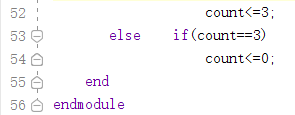 52 count<=3;
53 else if(count==3)
54 count<=0;
55 end
56 endmodule